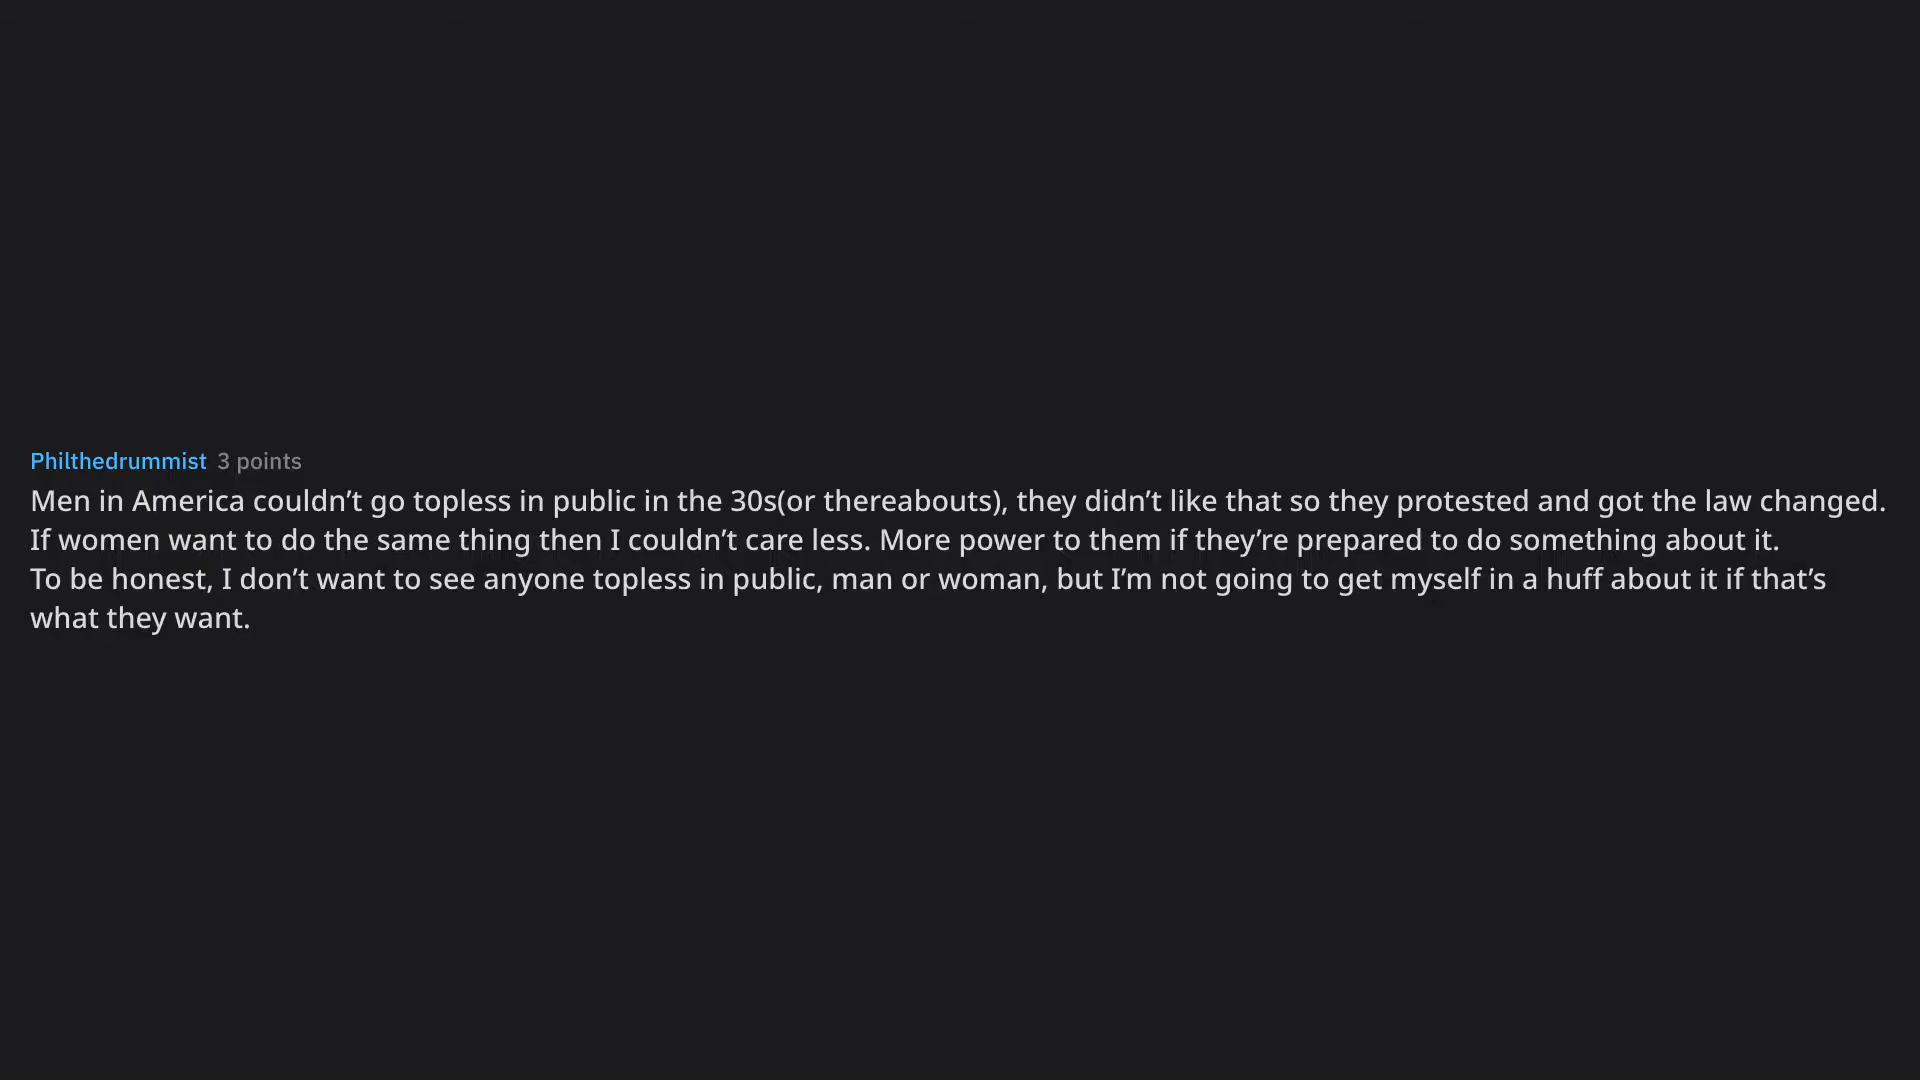 Philthedrummist 3 points
Men in America couldn’t go topless in public in the 30s(or thereabouts), they didn’t like that so they protested and got the law changed.
If women want to do the same thing then I couldn’t care less. More power to them if they’re prepared to do something about it.
To be honest, I don’t want to see anyone topless in public, man or woman, but I’m not going to get myself in a huff about it if that’s
what they want.